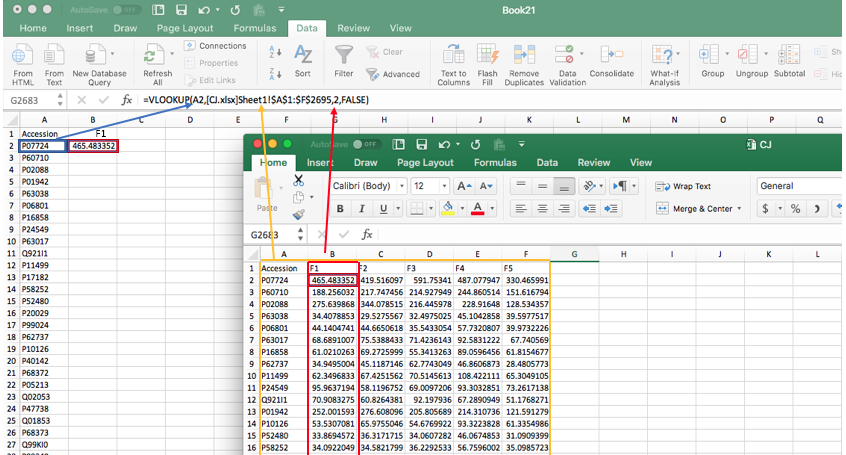 AutoSave OFF Book21
Home Insert Draw Page Layout Formulas Data Review View
From HTML From Text New Database Query Refresh All Connections Properties Edit Links Sort Filter Clear Advanced Text to Columns Flash Fill Remove Duplicates Data Validation Consolidate What-If Analysis Group Ungroup Subtotal
G2683 fx =VLOOKUP(A2,[CJ.xlsx]Sheet1!$A$1:$F$2695,2,FALSE)
A B C D E F G H I J K L M N O P Q
1 Accession F1
2 P07724 465.483352
3 P60710
4 P02088
5 P01942
6 P63038
7 P06801
8 P16858
9 P24549
10 P63017
11 Q921I1
12 P11499
13 P17182
14 P58252
15 P52480
16 P20029
17 P99024
18 P62737
19 P10126
20 P40142
21 P68372
22 P05213
23 Q02053
24 P47738
25 Q01853
26 P68373
27 Q99KI0
AutoSave OFF CJ
Home Insert Draw Page Layout Formulas Data Review View
Paste Calibri (Body) 12 A A B I U A ab Wrap Text Merge & Center General $ % )
G2683 fx
A B C D E F G H I J K L
1 Accession F1 F2 F3 F4 F5
2 P07724 465.483352 419.516097 591.75341 487.077947 330.465991
3 P60710 188.256032 217.747456 214.927949 244.860514 151.616794
4 P02088 275.639868 344.078515 216.445978 228.91648 128.534357
5 P63038 34.4078853 29.5275587 32.4975025 45.1042858 39.5977517
6 P06801 44.1404741 44.6650618 35.5433054 57.7320807 39.9732226
7 P63017 68.6891007 75.5388433 71.4236143 92.5831222 67.740569
8 P16858 61.0210263 69.2725999 55.3413263 89.0596456 61.8154677
9 P62737 34.9495004 45.1187146 62.7743049 46.8606873 28.4805773
10 P11499 62.3496833 67.4251562 70.5145613 108.422111 65.3049105
11 P24549 95.9637194 58.1196752 69.0097206 93.3032851 73.2617138
12 Q921I1 70.9083275 60.8264381 92.197936 67.2890949 51.1768271
13 P01942 252.001593 276.608096 205.805689 214.310736 121.591279
14 P10126 53.5307081 65.9755046 54.6769922 93.3223828 61.3354986
15 P52480 33.8694572 36.3171715 34.0607282 46.0674853 31.0909399
16 P58252 34.0922049 34.5821799 36.2292533 56.7596002 35.0985723